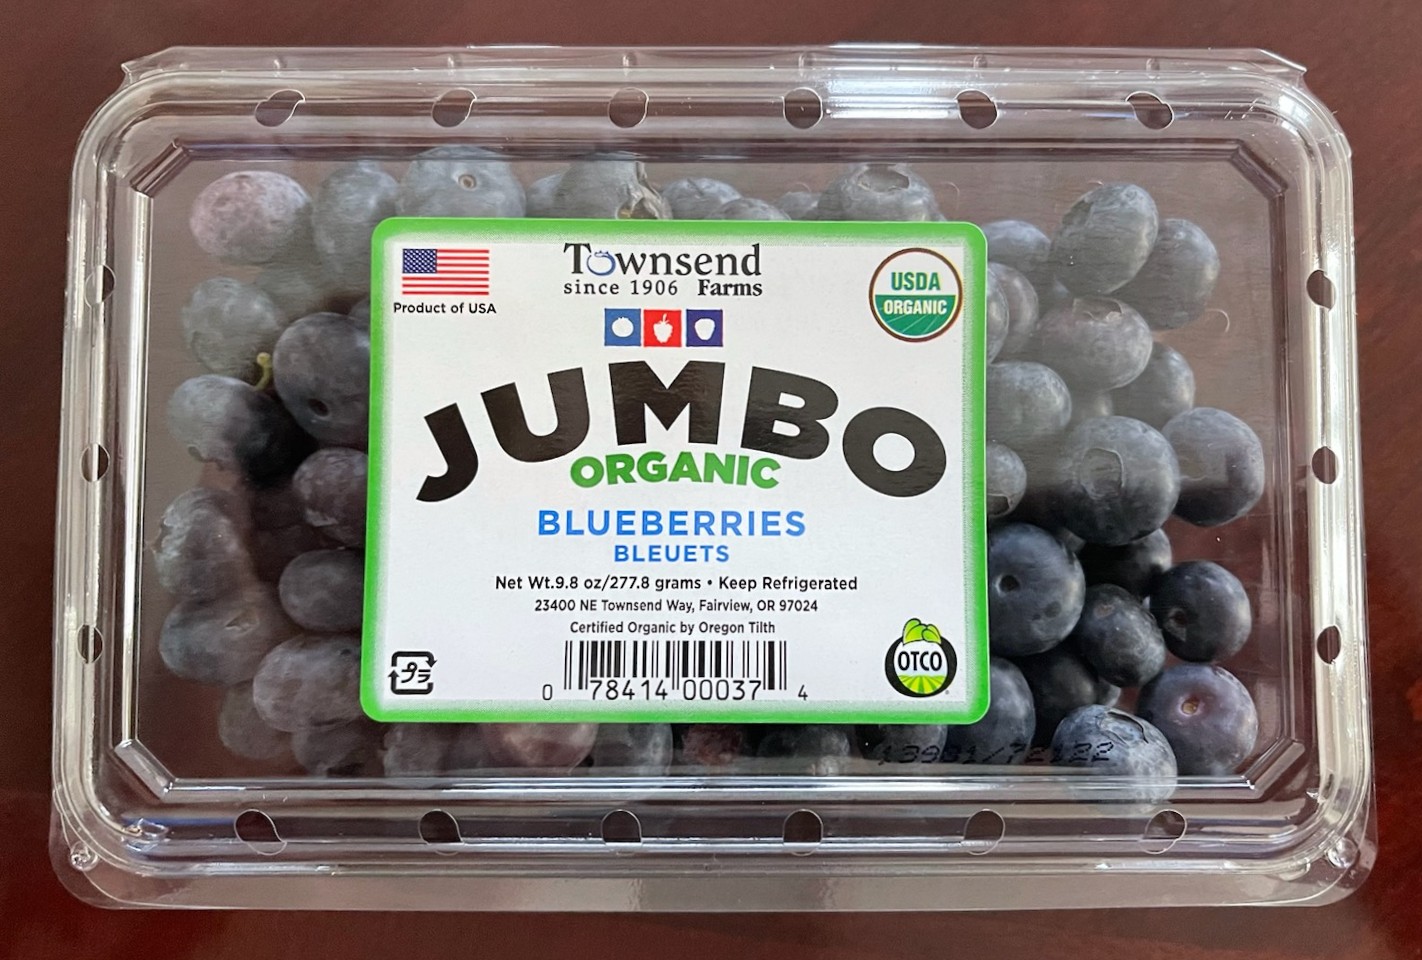 Product of USA
Townsend
since 1906 Farms
USDA
ORGANIC
JUMBO
ORGANIC
BLUEBERRIES
BLEUETS
Net Wt.9.8 oz/277.8 grams • Keep Refrigerated
23400 NE Townsend Way, Fairview, OR 97024
Certified Organic by Oregon Tilth
プラ
OTCO
0 78414 00037 4